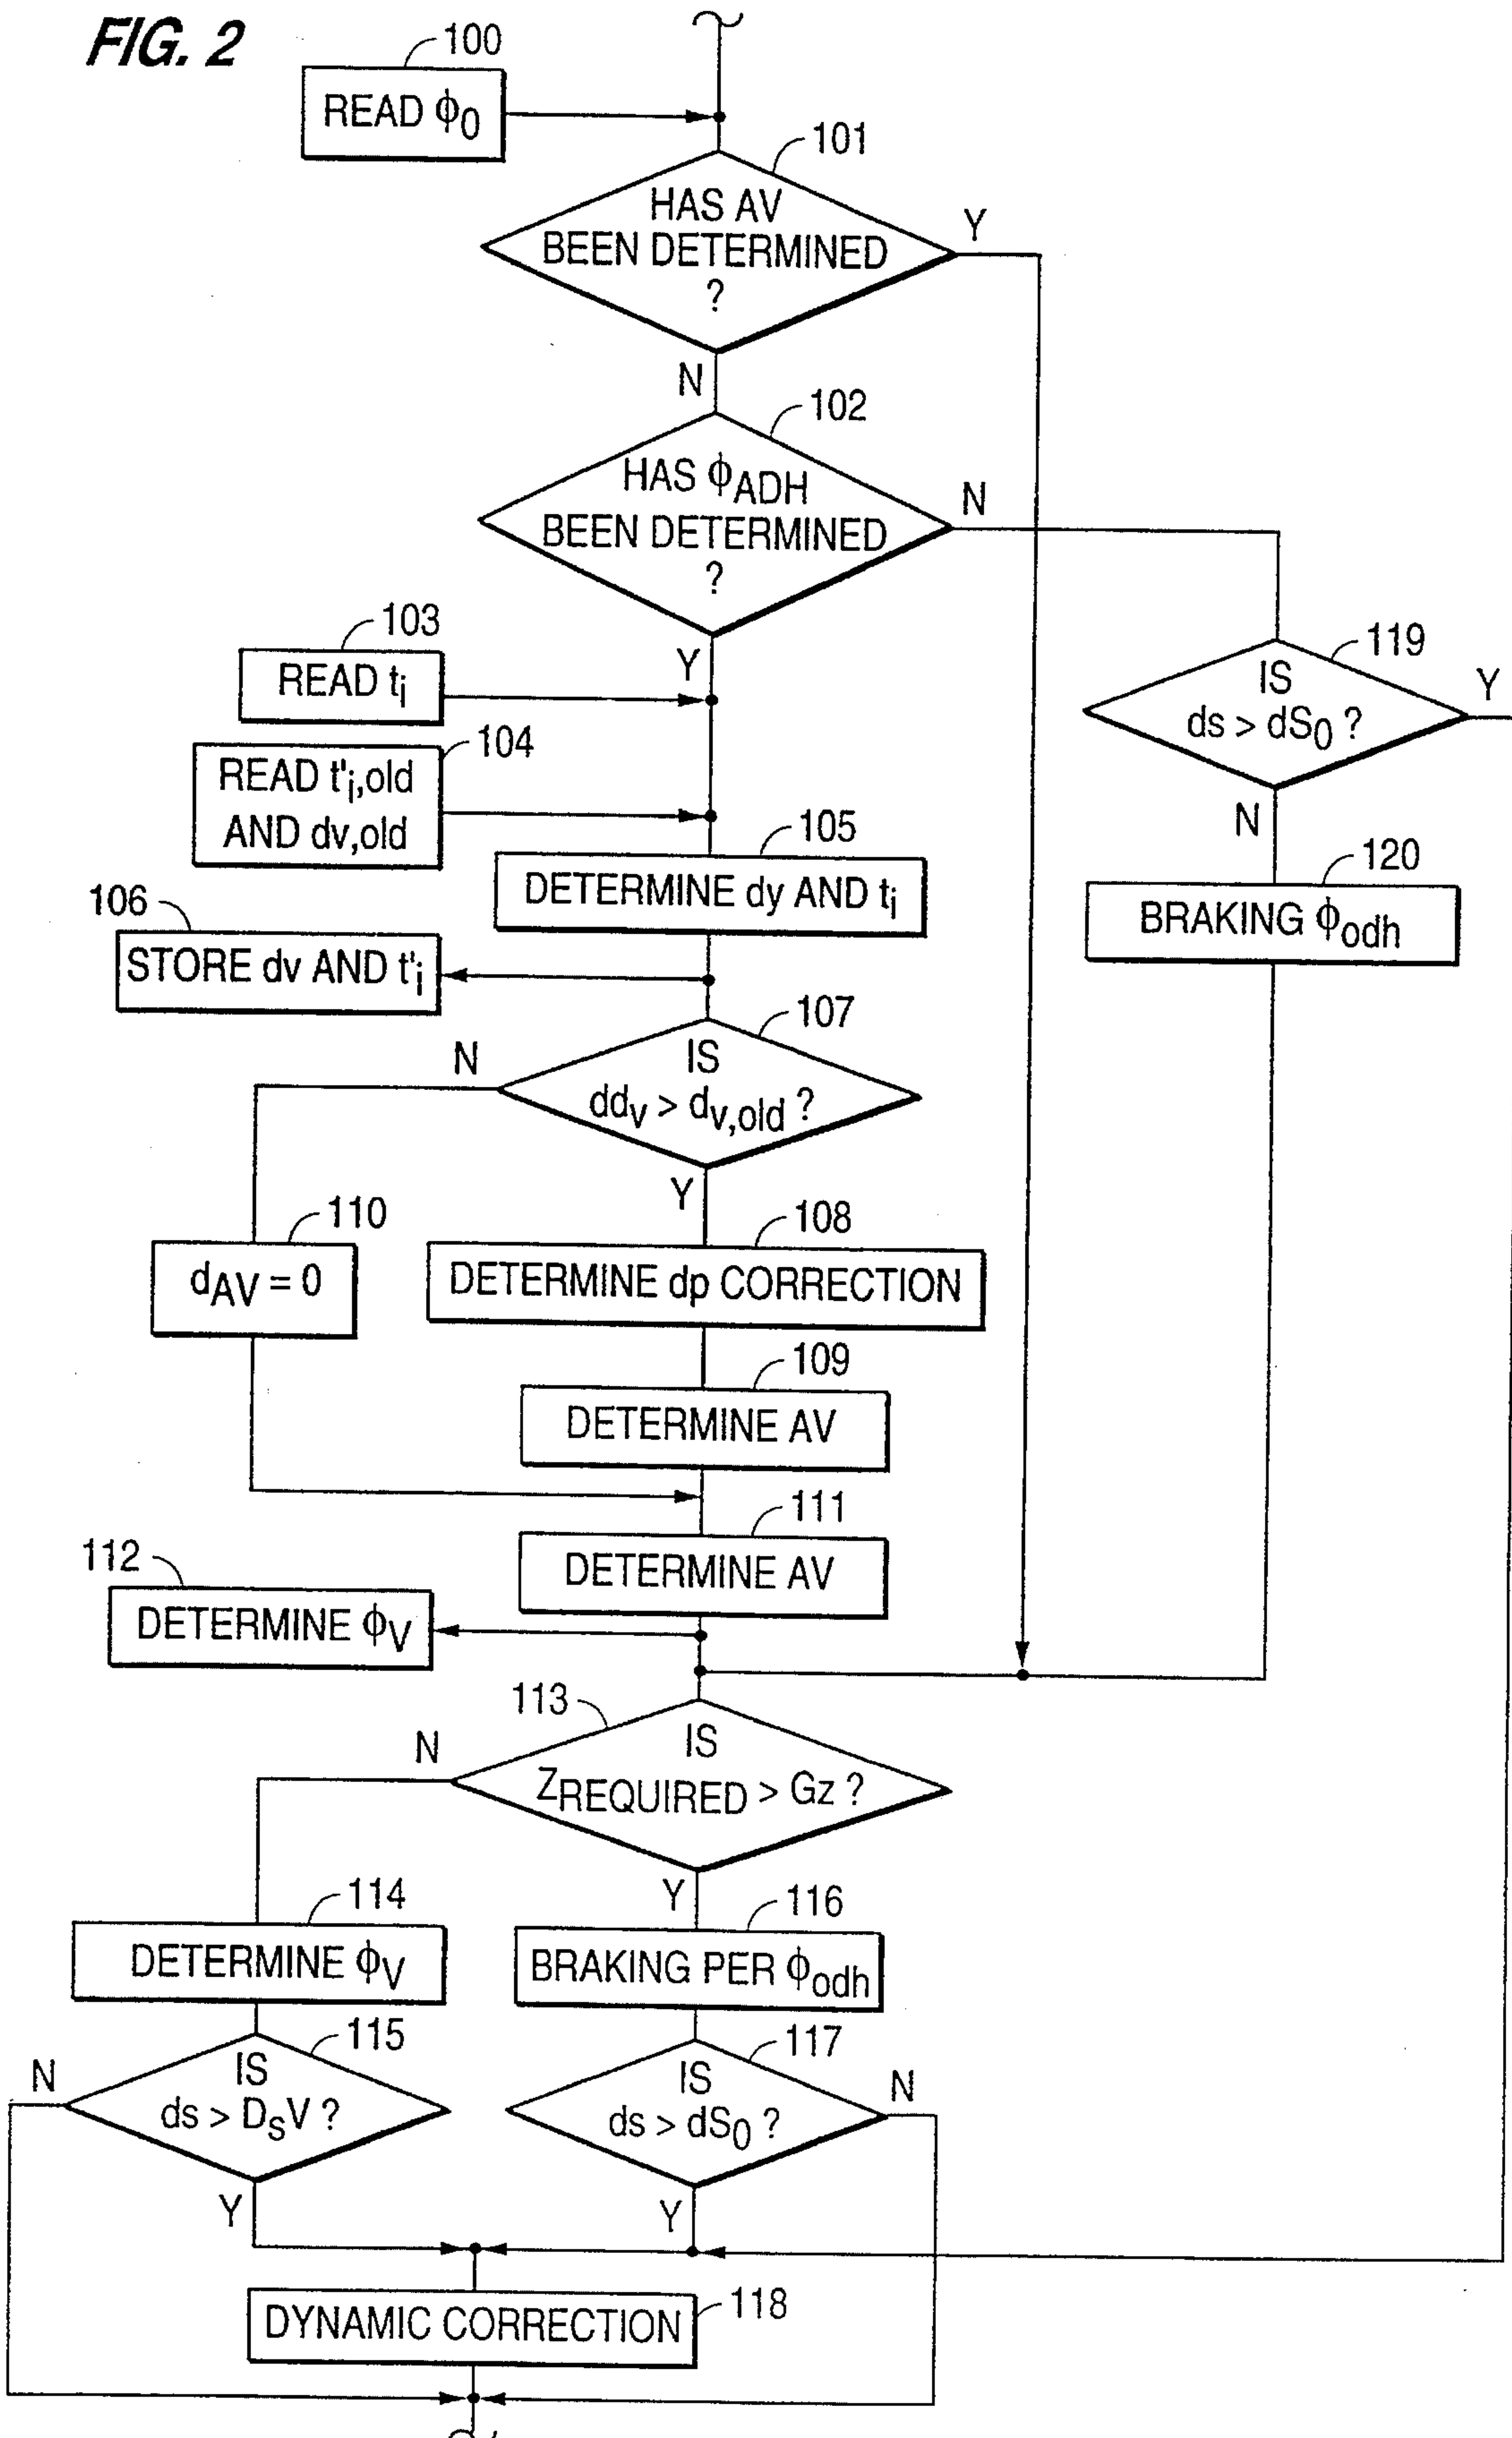 FIG. 2
100
READ ϕ0
101
HAS AV
BEEN DETERMINED
?
Y
N
102
HAS ϕADH
BEEN DETERMINED
?
N
Y
103
READ ti
104
READ t'i,old
AND dv,old
105
DETERMINE dy AND ti
106
STORE dv AND t'i
107
IS
ddv > dv,old ?
N
Y
108
DETERMINE dp CORRECTION
109
DETERMINE AV
110
dAV = 0
111
DETERMINE AV
112
DETERMINE ϕV
113
IS
ZREQUIRED > Gz ?
N
Y
114
DETERMINE ϕV
115
IS
ds > DsV ?
N
Y
116
BRAKING PER ϕodh
117
IS
ds > dS0 ?
N
Y
118
DYNAMIC CORRECTION
119
IS
ds > dS0 ?
Y
N
120
BRAKING ϕodh